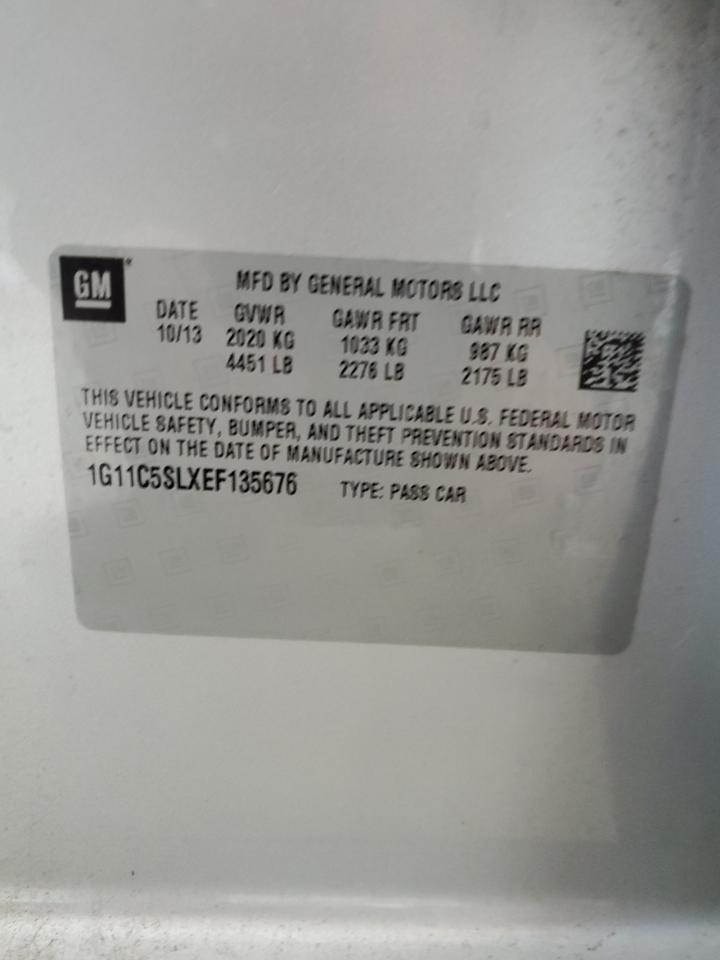 GM
MFD BY GENERAL MOTORS LLC
DATE GVWR GAWR FRT GAWR RR
10/13 2020 KG 1033 KG 987 KG
4451 LB 2276 LB 2175 LB
THIS VEHICLE CONFORMS TO ALL APPLICABLE U.S. FEDERAL MOTOR
VEHICLE SAFETY, BUMPER, AND THEFT PREVENTION STANDARDS IN
EFFECT ON THE DATE OF MANUFACTURE SHOWN ABOVE.
1G11C5SLXEF135676 TYPE: PASS CAR